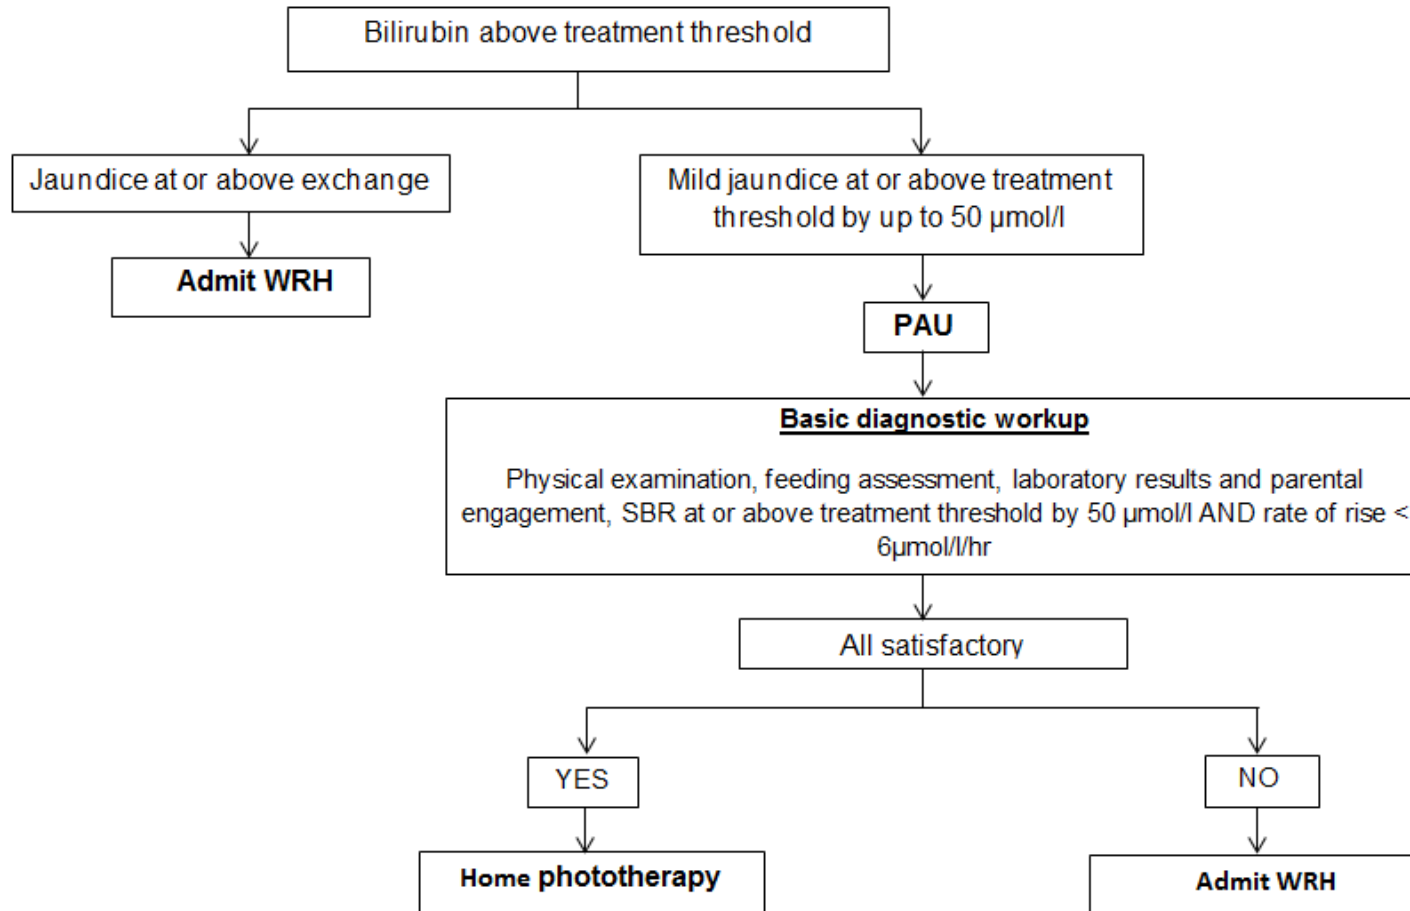 Bilirubin above treatment threshold
Jaundice at or above exchange
Mild jaundice at or above treatment
threshold by up to 50 µmol/l
Admit WRH
PAU
Basic diagnostic workup
Physical examination, feeding assessment, laboratory results and parental
engagement, SBR at or above treatment threshold by 50 µmol/l AND rate of rise <
6µmol/l/hr
All satisfactory
YES
NO
Home phototherapy
Admit WRH